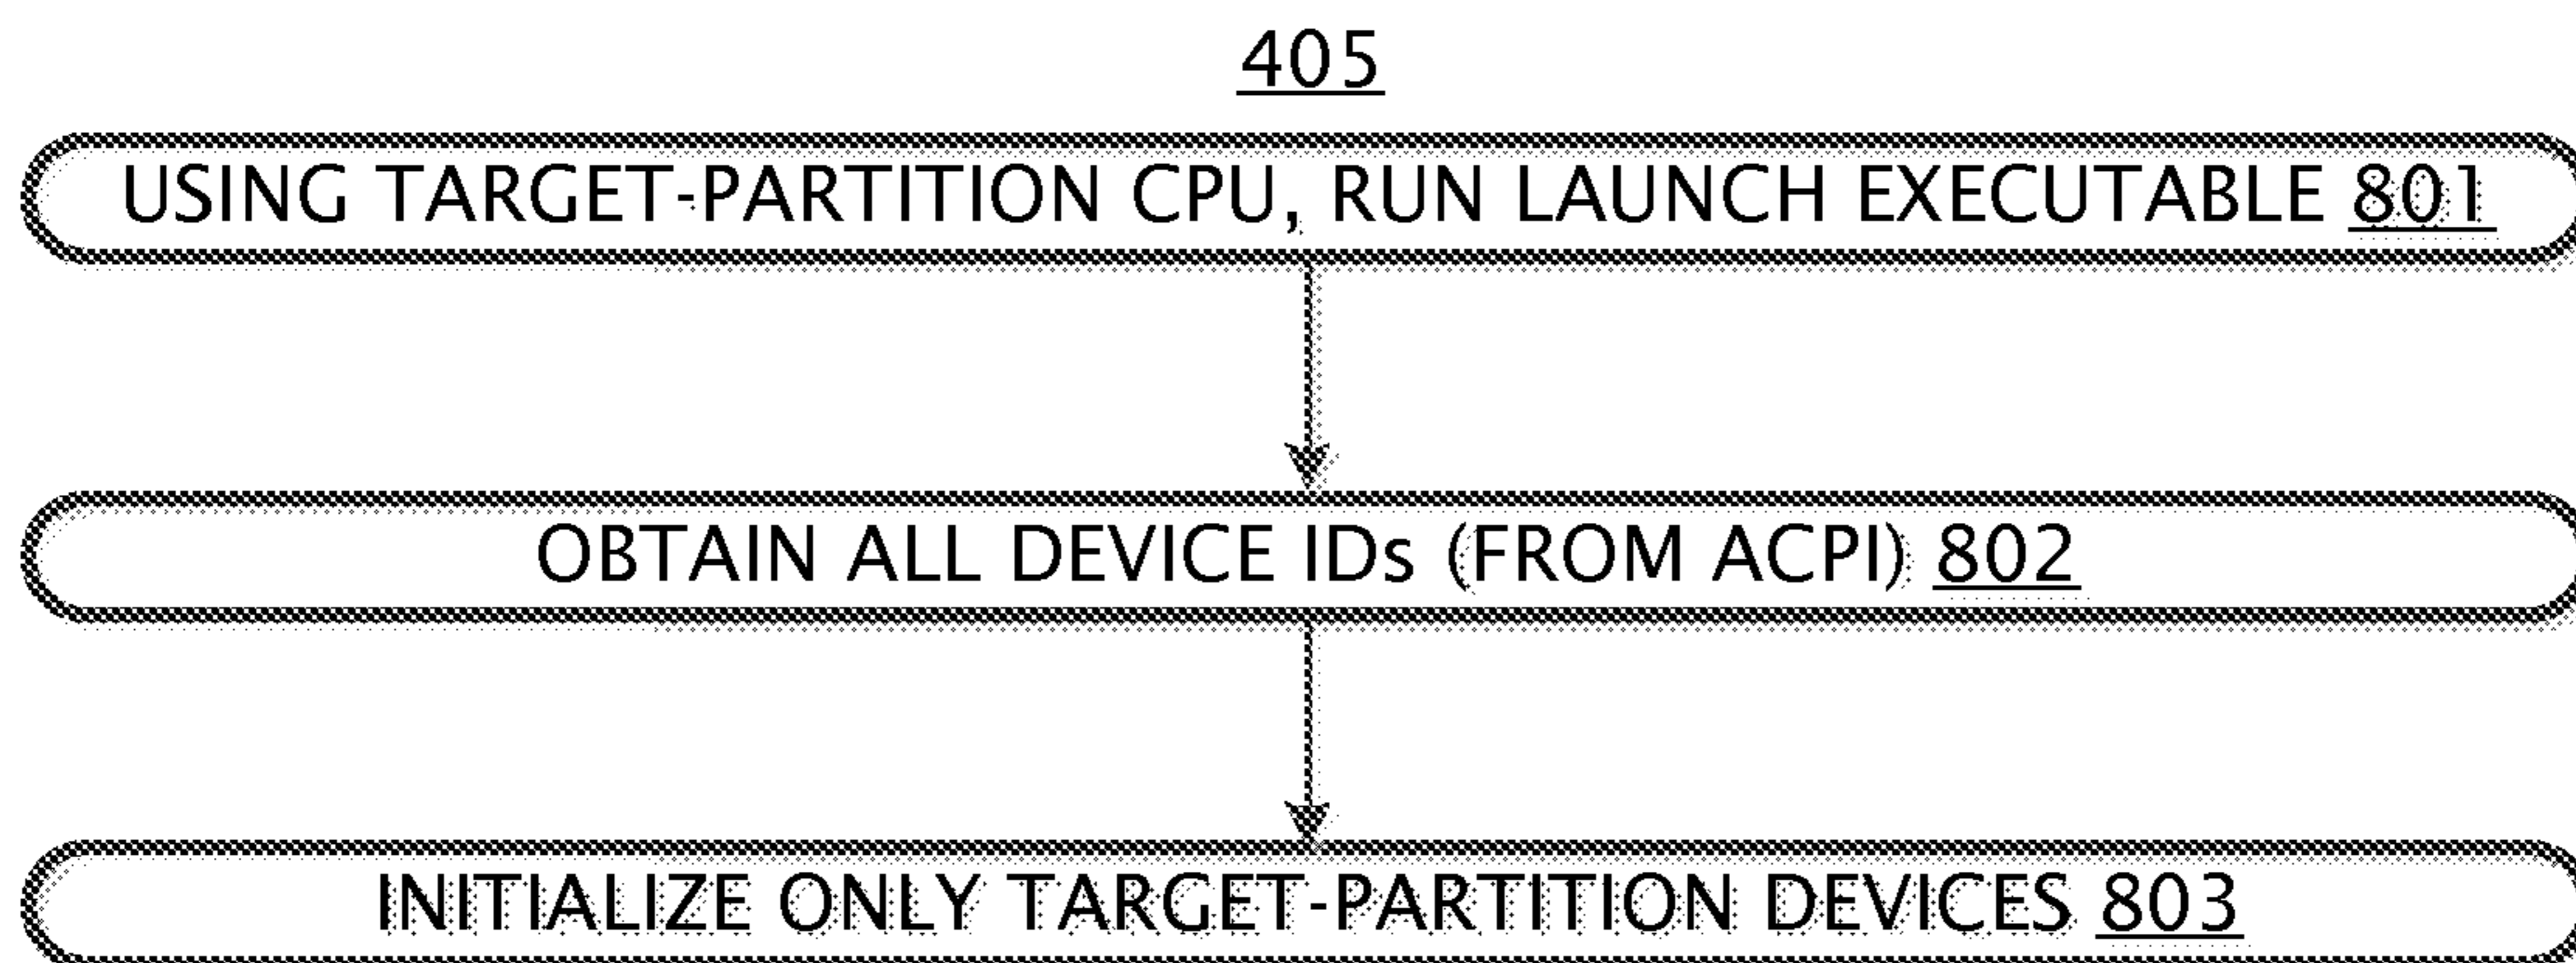 405
USING TARGET-PARTITION CPU, RUN LAUNCH EXECUTABLE 801
OBTAIN ALL DEVICE IDs (FROM ACPI) 802
INITIALIZE ONLY TARGET-PARTITION DEVICES 803